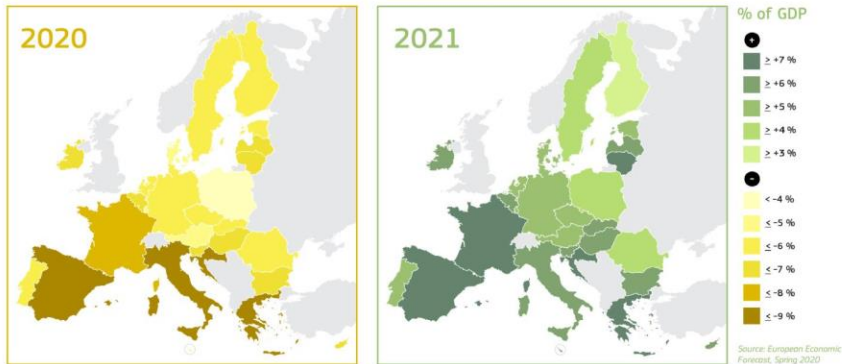 2020
2021
% of GDP
+
≥ +7 %
≥ +6 %
≥ +5 %
≥ +4 %
≥ +3 %
-
< -4 %
≤ -5 %
≤ -6 %
≤ -7 %
≤ -8 %
≤ -9 %
Source: European Economic
Forecast, Spring 2020